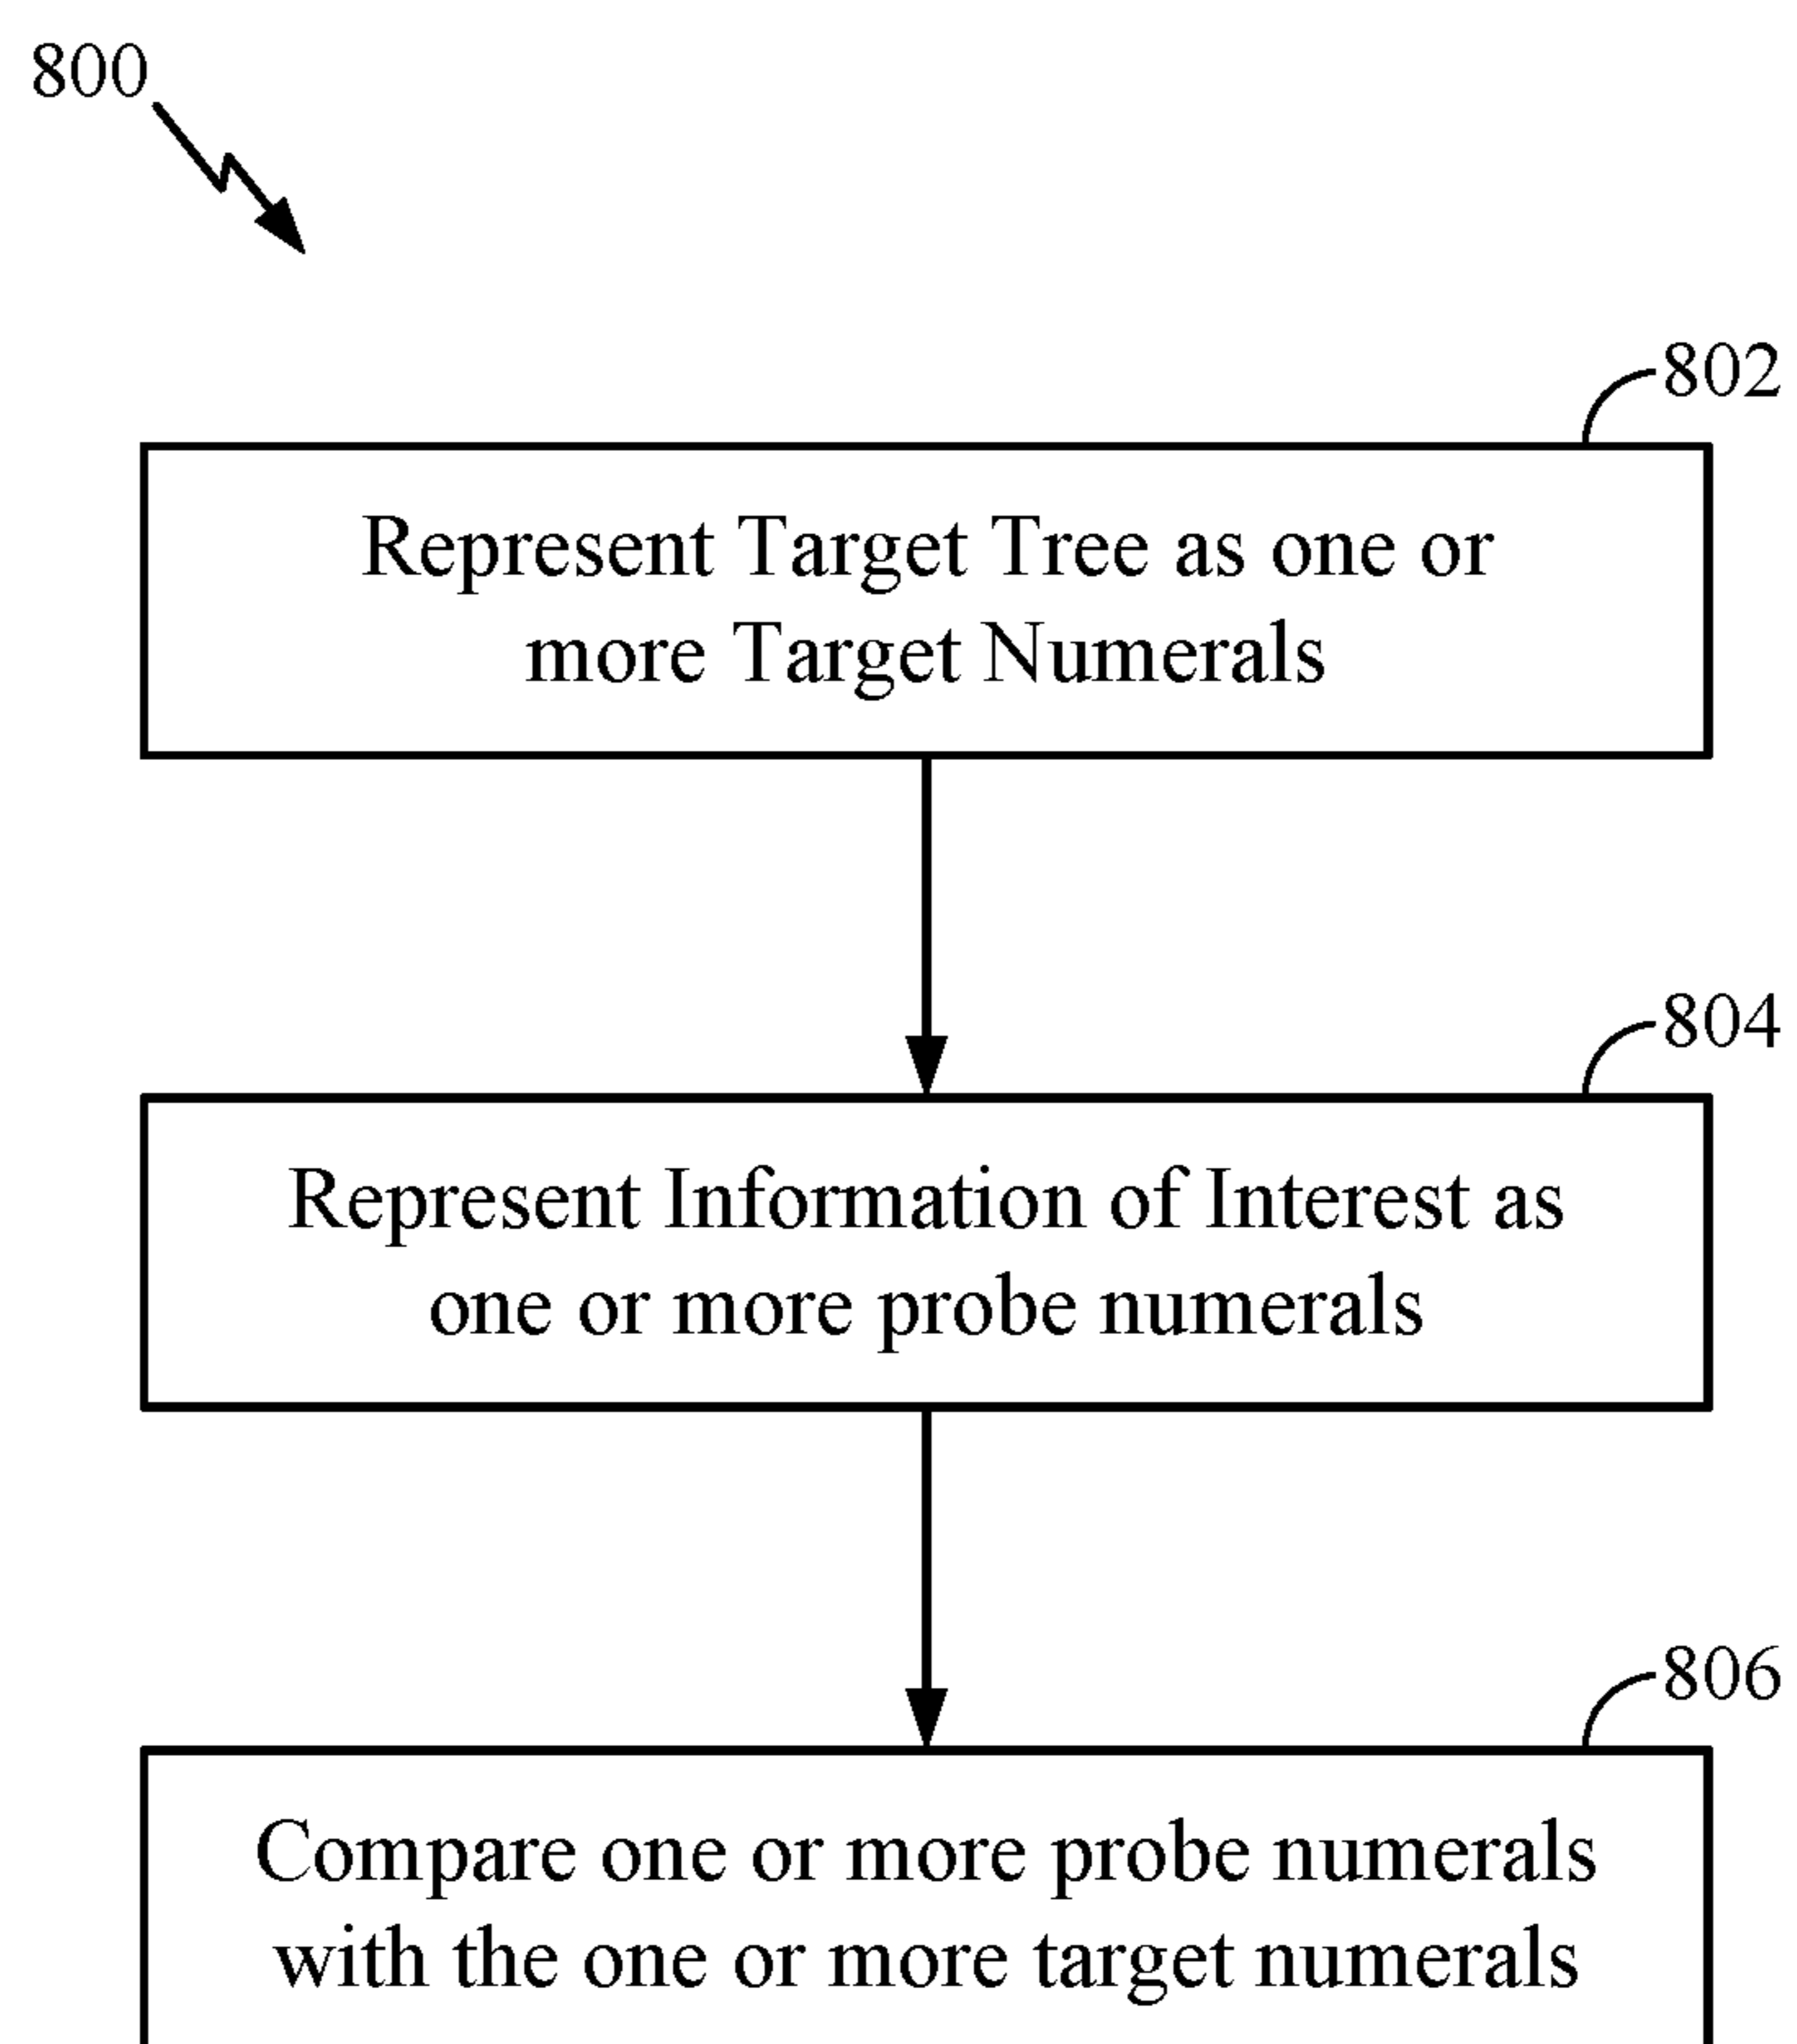 800
802
Represent Target Tree as one or
more Target Numerals
804
Represent Information of Interest as
one or more probe numerals
806
Compare one or more probe numerals
with the one or more target numerals